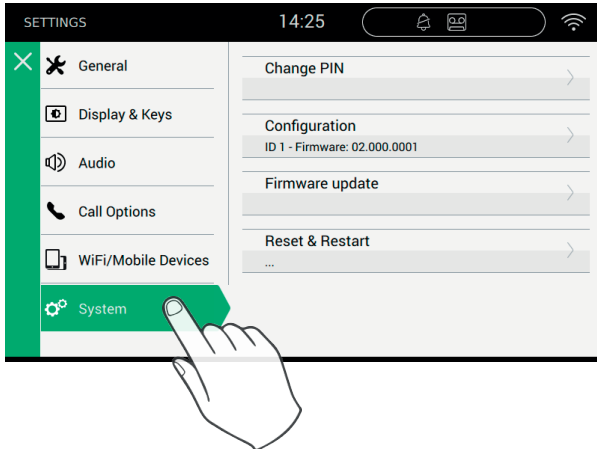 SETTINGS
14:25
General
Display & Keys
Audio
Call Options
WiFi/Mobile Devices
System
Change PIN
Configuration
ID 1 - Firmware: 02.000.0001
Firmware update
Reset & Restart
...